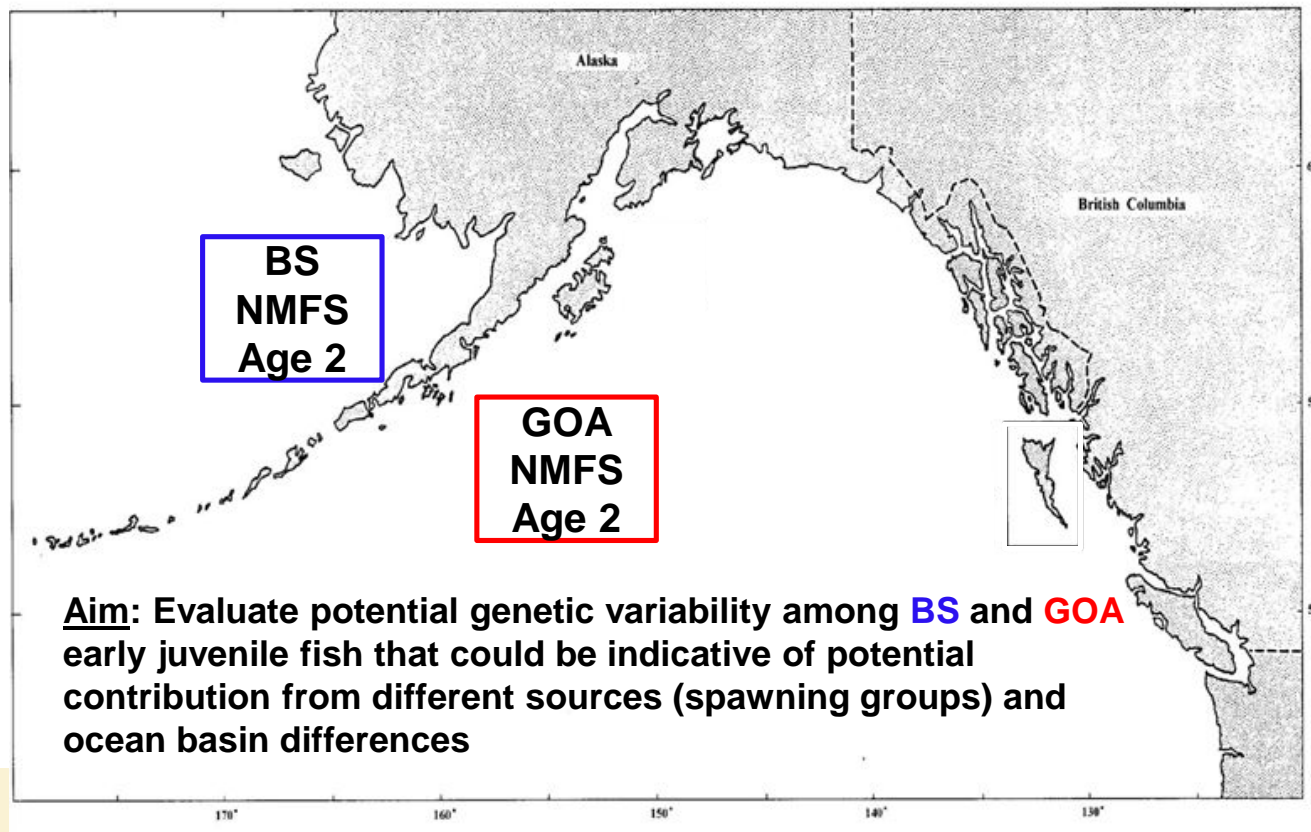 Alaska
British Columbia
BS
NMFS
Age 2
GOA
NMFS
Age 2
Aim: Evaluate potential genetic variability among BS and GOA
early juvenile fish that could be indicative of potential
contribution from different sources (spawning groups) and
ocean basin differences
170°
160°
150°
140°
130°